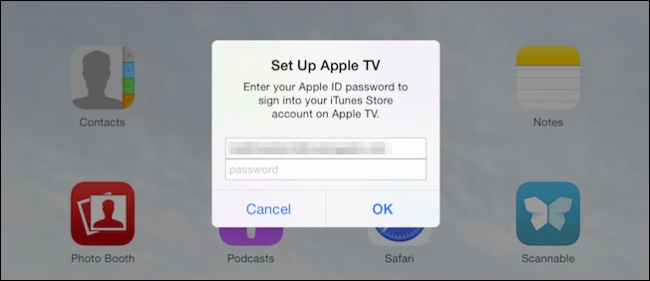 Set Up Apple TV
Enter your Apple ID password to
sign into your iTunes Store
account on Apple TV.
password
Cancel
OK
Contacts
Notes
Photo Booth
Podcasts
Safari
Scannable